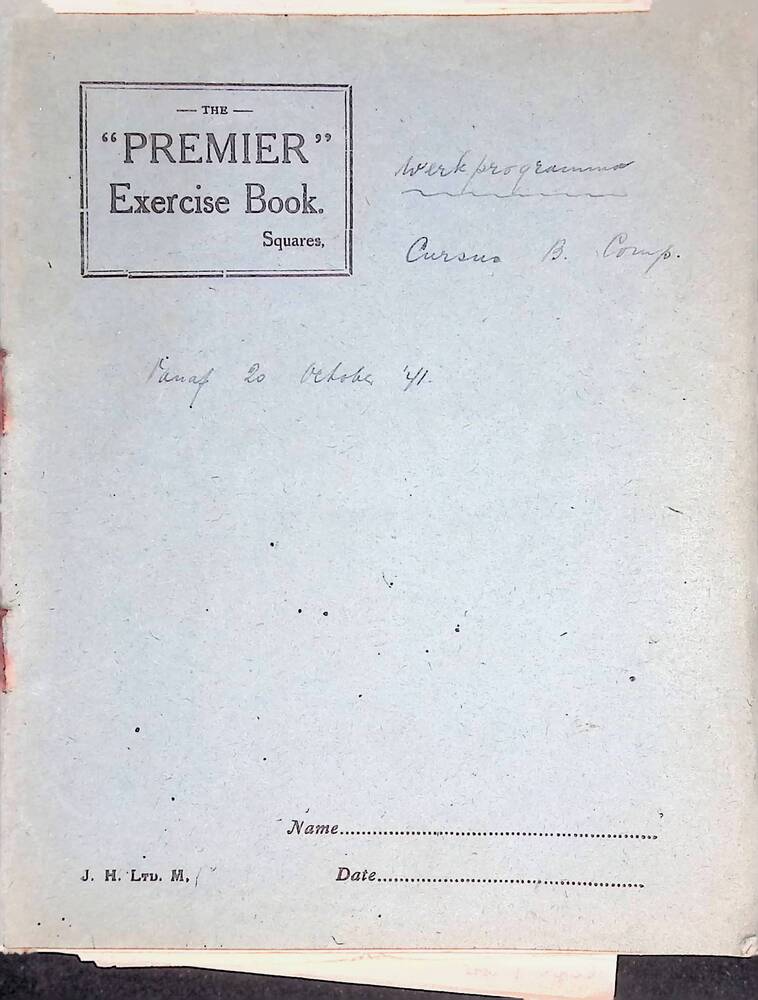 — THE —
"PREMIER"
Exercise Book.
Squares,
Werkprogramma
Cursus B. Comp.
Vanaf 20 October '41.
Name
J. H. LTD. M,
Date